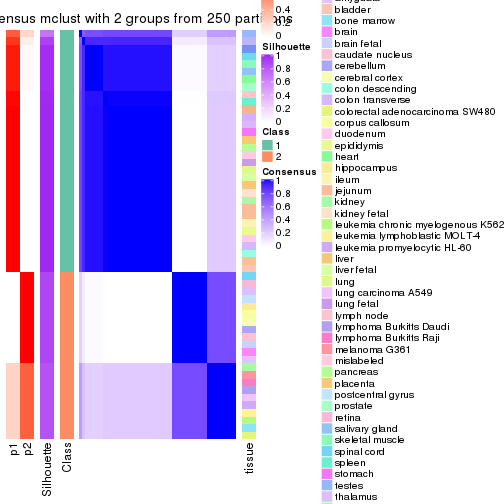 ensus mclust with 2 groups from 250 partitions
0.4
0.2
0
Silhouette
1
0.8
0.6
0.4
0.2
0
Class
1
2
Consensus
1
0.8
0.6
0.4
0.2
0
p1
p2
Silhouette
Class
tissue
bladder
bone marrow
brain
brain fetal
caudate nucleus
cerebellum
cerebral cortex
colon descending
colon transverse
colorectal adenocarcinoma SW480
corpus callosum
duodenum
epididymis
heart
hippocampus
ileum
jejunum
kidney
kidney fetal
leukemia chronic myelogenous K562
leukemia lymphoblastic MOLT-4
leukemia promyelocytic HL-60
liver
liver fetal
lung
lung carcinoma A549
lung fetal
lymph node
lymphoma Burkitts Daudi
lymphoma Burkitts Raji
melanoma G361
mislabeled
pancreas
placenta
postcentral gyrus
prostate
retina
salivary gland
skeletal muscle
spinal cord
spleen
stomach
testes
thalamus